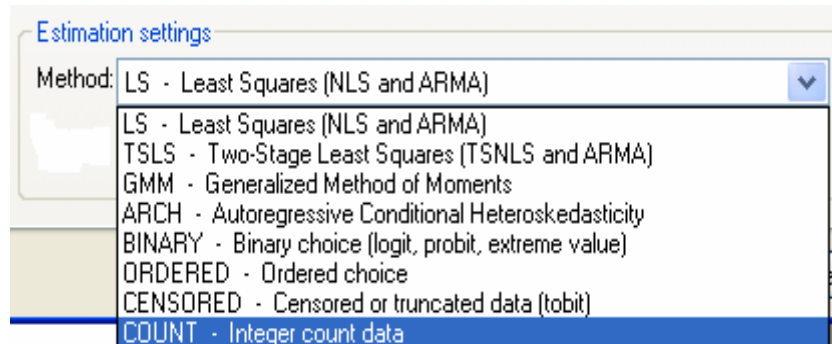 Estimation settings
Method: LS - Least Squares (NLS and ARMA)
LS - Least Squares (NLS and ARMA)
TSLS - Two-Stage Least Squares (TSNLS and ARMA)
GMM - Generalized Method of Moments
ARCH - Autoregressive Conditional Heteroskedasticity
BINARY - Binary choice (logit, probit, extreme value)
ORDERED - Ordered choice
CENSORED - Censored or truncated data (tobit)
COUNT - Integer count data